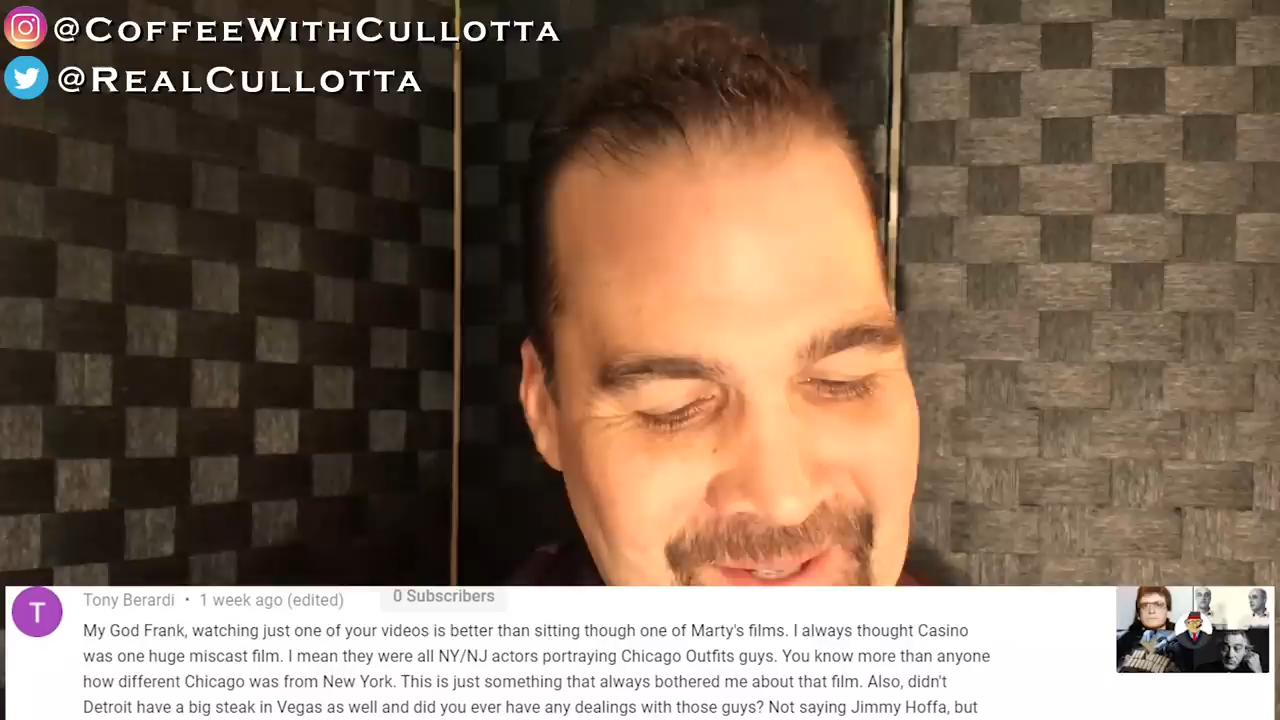 @CoffeeWithCullotta
@RealCullotta
T
Tony Berardi • 1 week ago (edited)
0 Subscribers
My God Frank, watching just one of your videos is better than sitting though one of Marty's films. I always thought Casino
was one huge miscast film. I mean they were all NY/NJ actors portraying Chicago Outfits guys. You know more than anyone
how different Chicago was from New York. This is just something that always bothered me about that film. Also, didn't
Detroit have a big steak in Vegas as well and did you ever have any dealings with those guys? Not saying Jimmy Hoffa, but